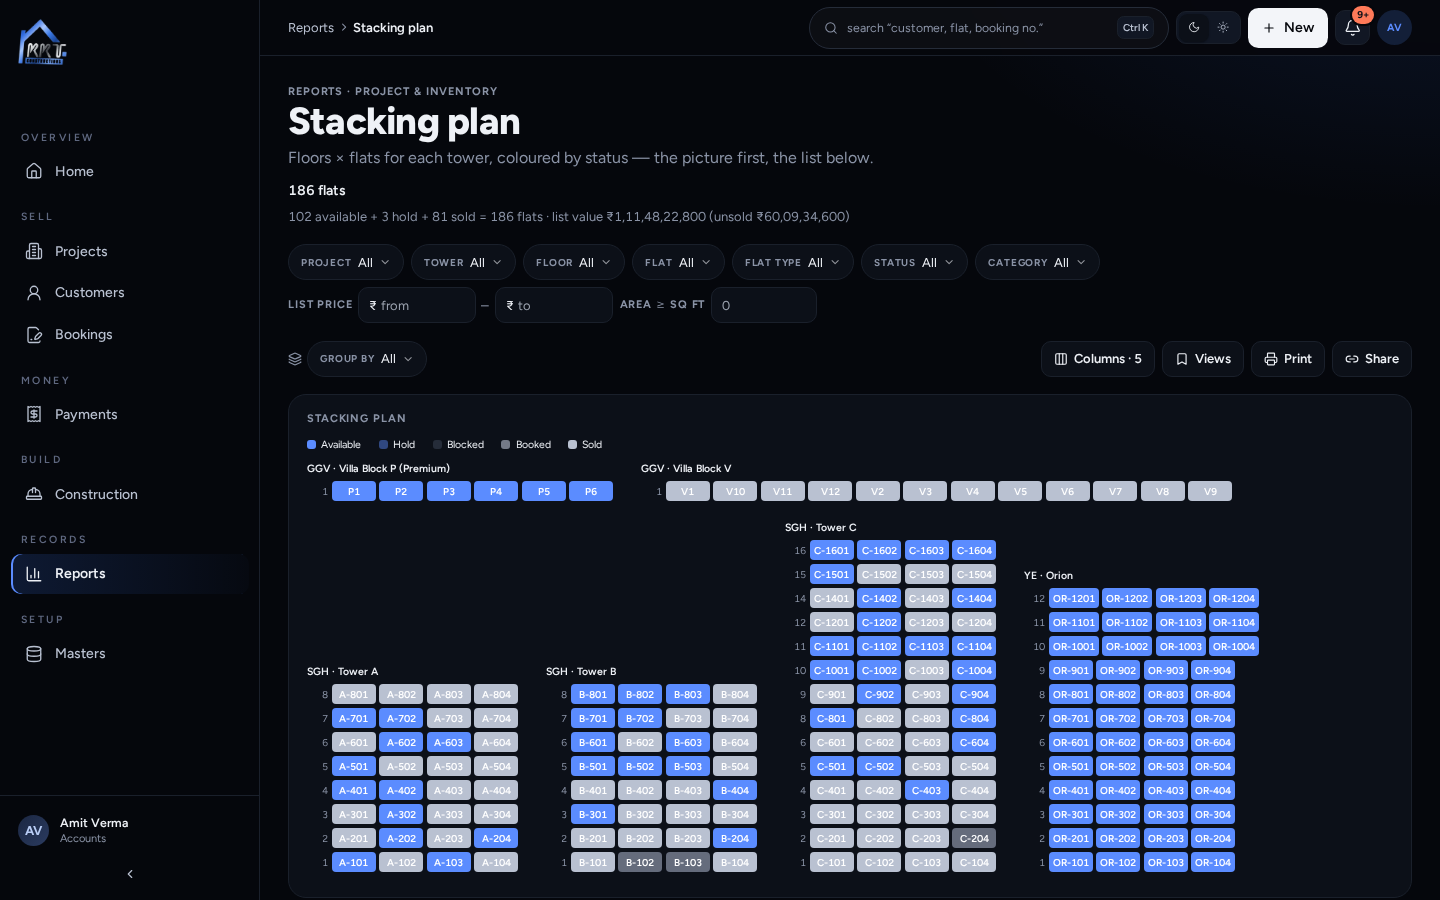 Reports > Stacking plan
search “customer, flat, booking no.”
Ctrl K
New
9+
AV
OVERVIEW
Home
SELL
Projects
Customers
Bookings
MONEY
Payments
BUILD
Construction
RECORDS
Reports
SETUP
Masters
AV
Amit Verma
Accounts
REPORTS · PROJECT & INVENTORY
Stacking plan
Floors × flats for each tower, coloured by status — the picture first, the list below.
186 flats
102 available + 3 hold + 81 sold = 186 flats · list value ₹1,11,48,22,800 (unsold ₹60,09,34,600)
PROJECT All TOWER All FLOOR All FLAT All FLAT TYPE All STATUS All CATEGORY All
LIST PRICE ₹ from – ₹ to AREA ≥ SQ FT 0
GROUP BY All Columns · 5 Views Print Share
STACKING PLAN
Available Hold Blocked Booked Sold
GGV · Villa Block P (Premium)
1 P1 P2 P3 P4 P5 P6
GGV · Villa Block V
1 V1 V10 V11 V12 V2 V3 V4 V5 V6 V7 V8 V9
SGH · Tower A
8 A-801 A-802 A-803 A-804
7 A-701 A-702 A-703 A-704
6 A-601 A-602 A-603 A-604
5 A-501 A-502 A-503 A-504
4 A-401 A-402 A-403 A-404
3 A-301 A-302 A-303 A-304
2 A-201 A-202 A-203 A-204
1 A-101 A-102 A-103 A-104
SGH · Tower B
8 B-801 B-802 B-803 B-804
7 B-701 B-702 B-703 B-704
6 B-601 B-602 B-603 B-604
5 B-501 B-502 B-503 B-504
4 B-401 B-402 B-403 B-404
3 B-301 B-302 B-303 B-304
2 B-201 B-202 B-203 B-204
1 B-101 B-102 B-103 B-104
SGH · Tower C
16 C-1601 C-1602 C-1603 C-1604
15 C-1501 C-1502 C-1503 C-1504
14 C-1401 C-1402 C-1403 C-1404
12 C-1201 C-1202 C-1203 C-1204
11 C-1101 C-1102 C-1103 C-1104
10 C-1001 C-1002 C-1003 C-1004
9 C-901 C-902 C-903 C-904
8 C-801 C-802 C-803 C-804
6 C-601 C-602 C-603 C-604
5 C-501 C-502 C-503 C-504
4 C-401 C-402 C-403 C-404
3 C-301 C-302 C-303 C-304
2 C-201 C-202 C-203 C-204
1 C-101 C-102 C-103 C-104
YE · Orion
12 OR-1201 OR-1202 OR-1203 OR-1204
11 OR-1101 OR-1102 OR-1103 OR-1104
10 OR-1001 OR-1002 OR-1003 OR-1004
9 OR-901 OR-902 OR-903 OR-904
8 OR-801 OR-802 OR-803 OR-804
7 OR-701 OR-702 OR-703 OR-704
6 OR-601 OR-602 OR-603 OR-604
5 OR-501 OR-502 OR-503 OR-504
4 OR-401 OR-402 OR-403 OR-404
3 OR-301 OR-302 OR-303 OR-304
2 OR-201 OR-202 OR-203 OR-204
1 OR-101 OR-102 OR-103 OR-104